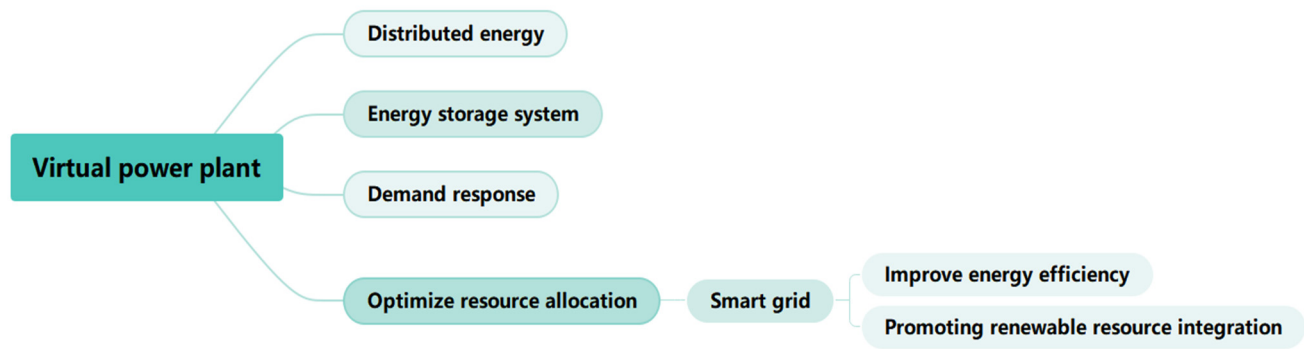 Distributed energy
Energy storage system
Virtual power plant
Demand response
Optimize resource allocation
Smart grid
Improve energy efficiency
Promoting renewable resource integration